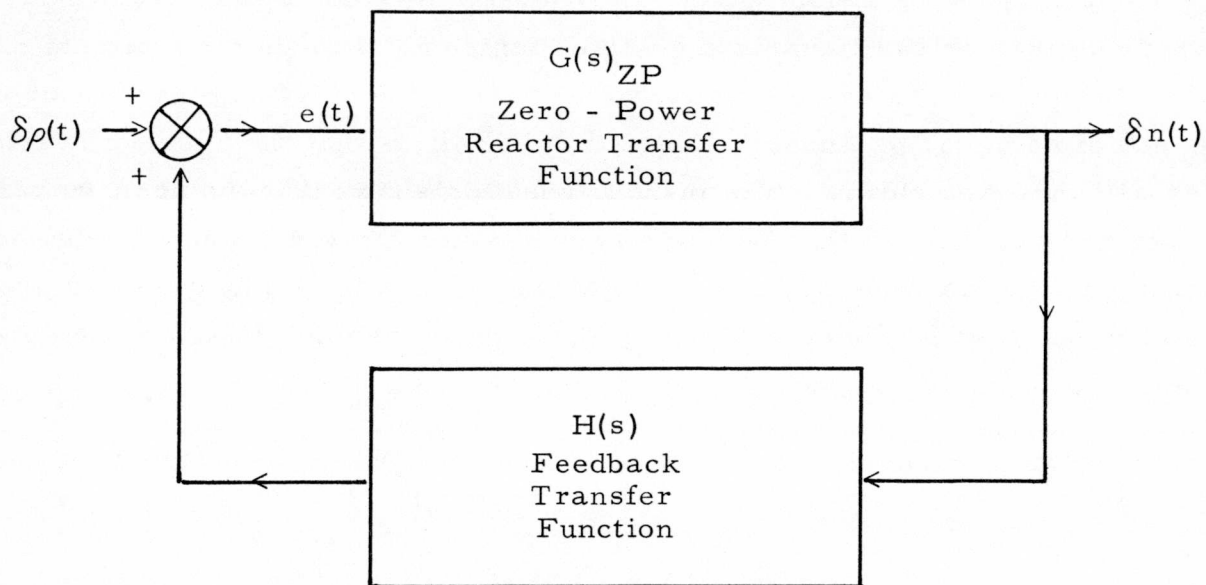 G(s)ZP
Zero - Power
Reactor Transfer
Function
+
δρ(t)
e(t)
δn(t)
+
H(s)
Feedback
Transfer
Function